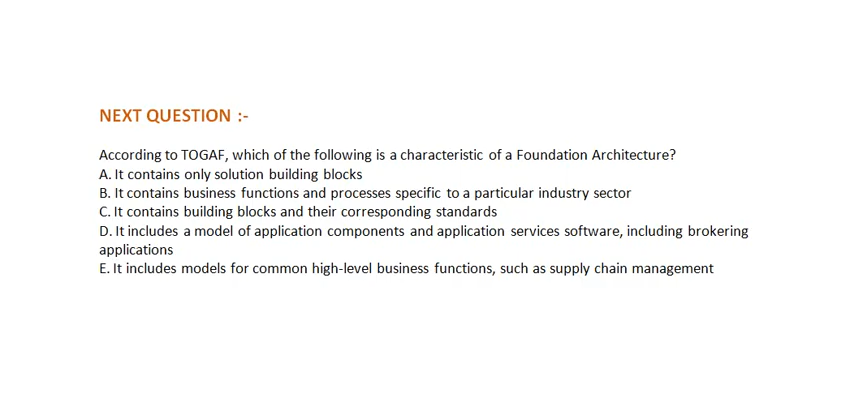 NEXT QUESTION :-
According to TOGAF, which of the following is a characteristic of a Foundation Architecture?
A. It contains only solution building blocks
B. It contains business functions and processes specific to a particular industry sector
C. It contains building blocks and their corresponding standards
D. It includes a model of application components and application services software, including brokering
applications
E. It includes models for common high-level business functions, such as supply chain management